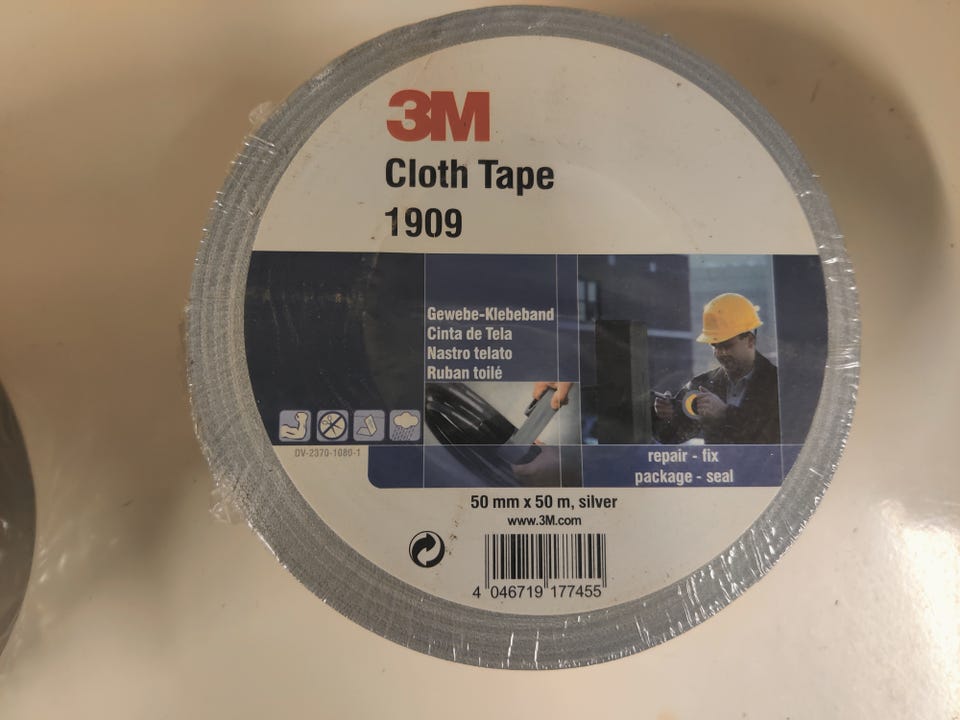 3M
Cloth Tape
1909
Gewebe-Klebeband
Cinta de Tela
Nastro telato
Ruban toilé
DV-2370-1080-1
repair - fix
package - seal
50 mm x 50 m, silver
www.3M.com
4 046719 177455